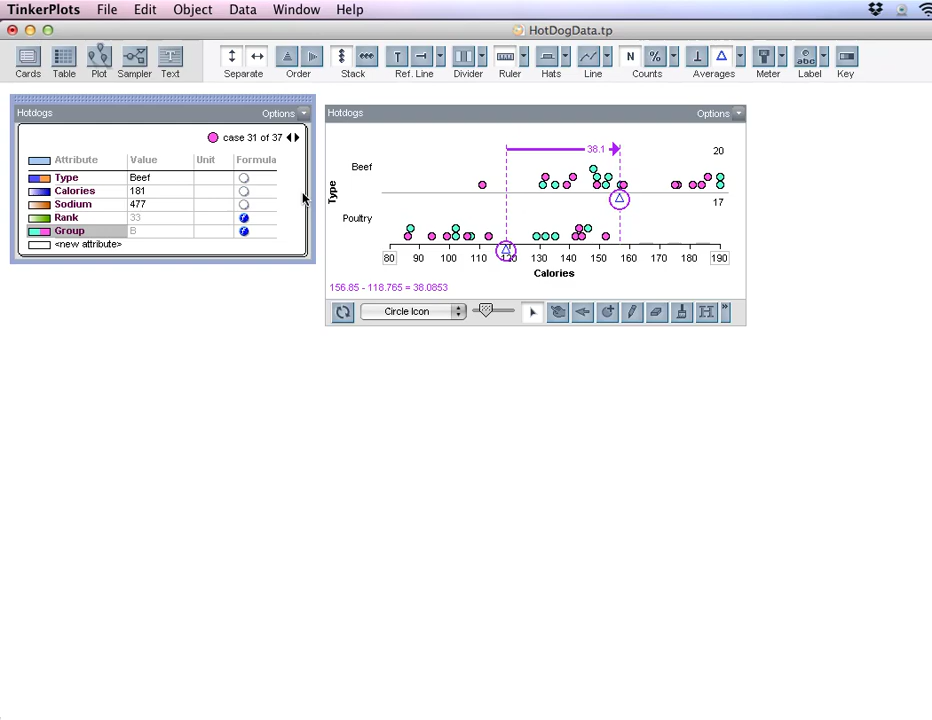 TinkerPlots File Edit Object Data Window Help
HotDogData.tp
N % abc
Cards Table Plot Sampler Text Separate Order Stack Ref. Line Divider Ruler Hats Line Counts Averages Meter Label Key
Hotdogs Options
case 31 of 37
Attribute Value Unit Formula
Type Beef
Calories 181
Sodium 477
Rank 33
Group B
<new attribute>
Hotdogs Options
38.1
20
Beef
17
Type
Poultry
80 90 100 110 120 130 140 150 160 170 180 190
Calories
156.85 - 118.765 = 38.0853
Circle Icon